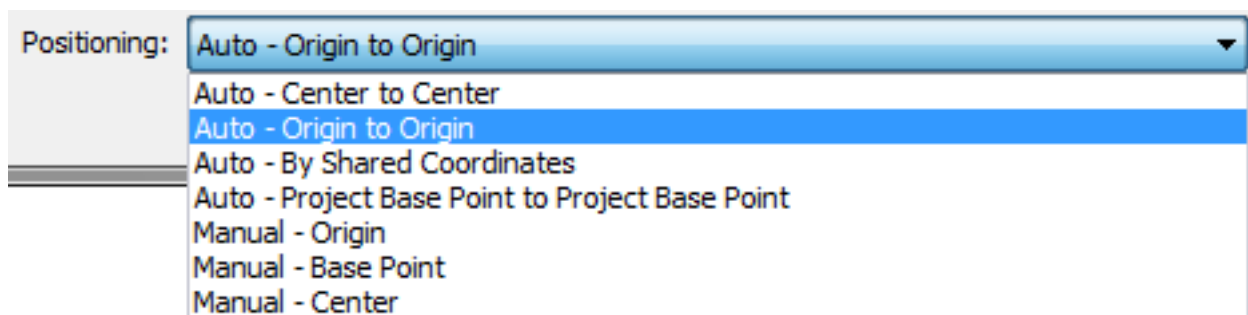 Positioning: Auto - Origin to Origin
Auto - Center to Center
Auto - Origin to Origin
Auto - By Shared Coordinates
Auto - Project Base Point to Project Base Point
Manual - Origin
Manual - Base Point
Manual - Center